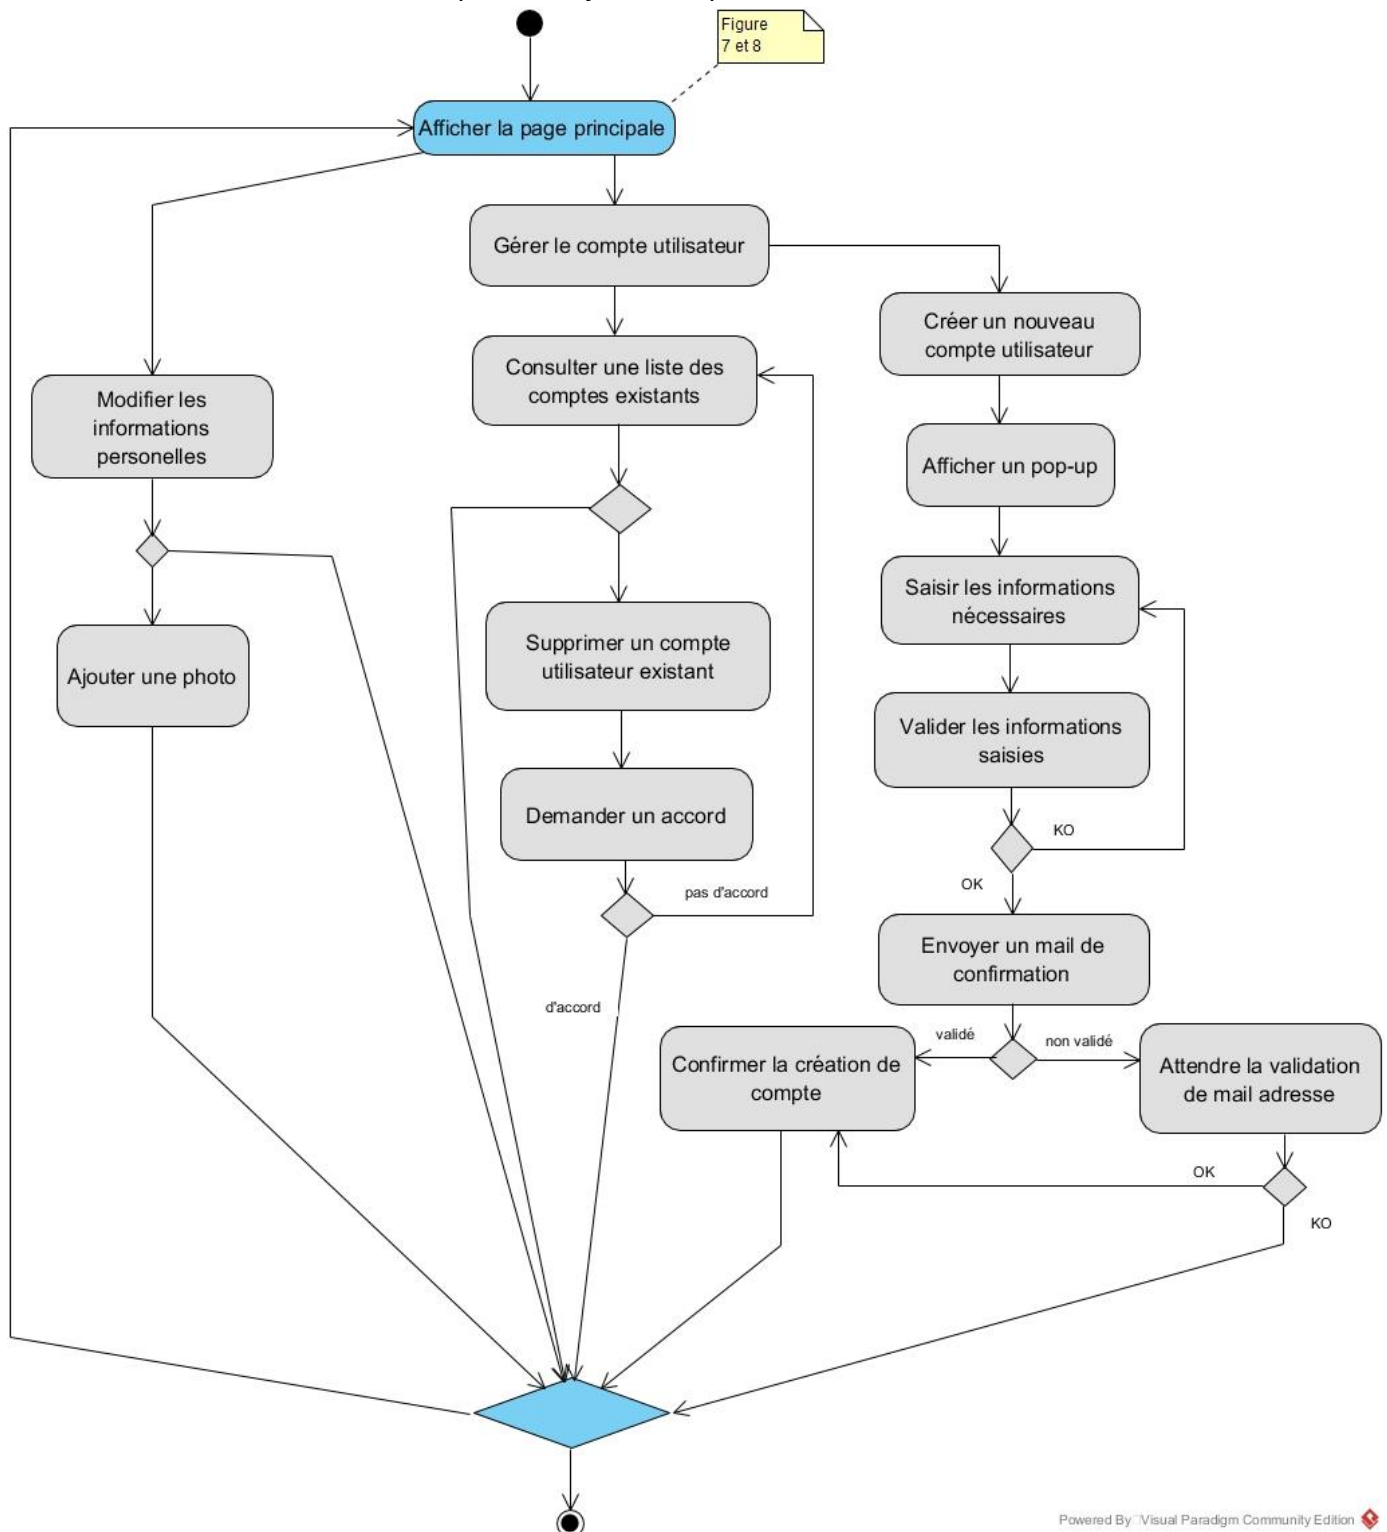 Figure
7 et 8
Afficher la page principale
Gérer le compte utilisateur
Créer un nouveau
compte utilisateur
Consulter une liste des
comptes existants
Modifier les
informations
personelles
Afficher un pop-up
Saisir les informations
nécessaires
Supprimer un compte
utilisateur existant
Ajouter une photo
Valider les informations
saisies
Demander un accord
KO
pas d'accord
OK
Envoyer un mail de
confirmation
d'accord
validé
non validé
Confirmer la création de
compte
Attendre la validation
de mail adresse
OK
KO
Powered By Visual Paradigm Community Edition